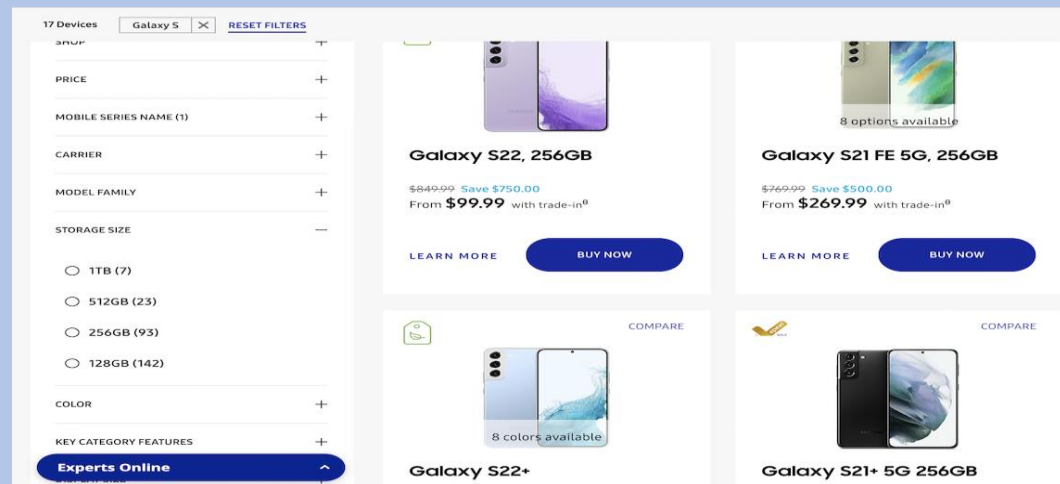 17 Devices Galaxy S RESET FILTERS
SHOP
PRICE
MOBILE SERIES NAME (1)
CARRIER
MODEL FAMILY
STORAGE SIZE
1TB (7)
512GB (23)
256GB (93)
128GB (142)
COLOR
KEY CATEGORY FEATURES
Experts Online
DISPLAY SIZE
Galaxy S22, 256GB
$849.99 Save $750.00
From $99.99 with trade-in
LEARN MORE BUY NOW
8 options available
Galaxy S21 FE 5G, 256GB
$769.99 Save $500.00
From $269.99 with trade-in
LEARN MORE BUY NOW
COMPARE
8 colors available
Galaxy S22+
COMPARE
Galaxy S21+ 5G 256GB